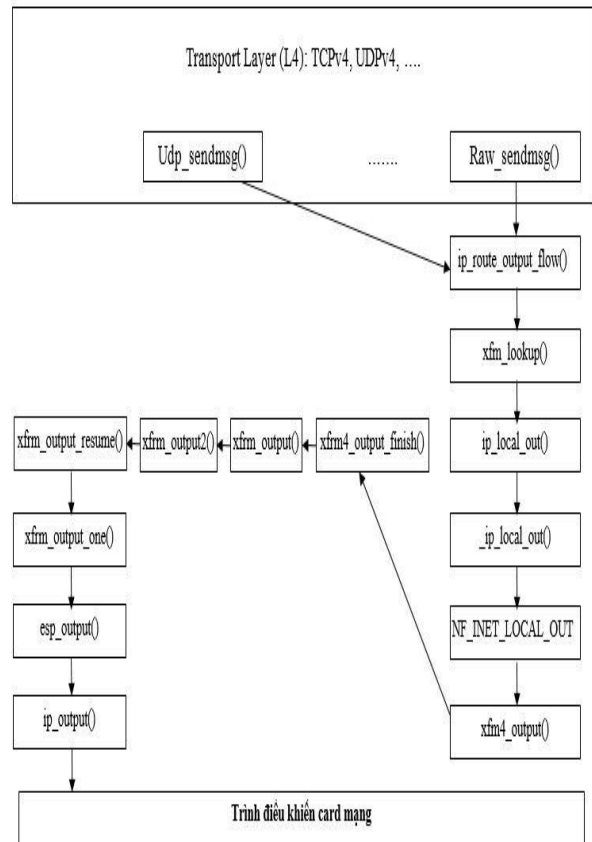 Transport Layer (L4): TCPv4, UDPv4, ….
Udp_sendmsg()
.......
Raw_sendmsg()
ip_route_output_flow()
xfm_lookup()
xfrm_output_resume()
xfrm_output2()
xfrm_output()
xfrm4_output_finish()
ip_local_out()
xfrm_output_one()
_ip_local_out()
esp_output()
NF_INET_LOCAL_OUT
ip_output()
xfm4_output()
Trình điều khiển card mạng